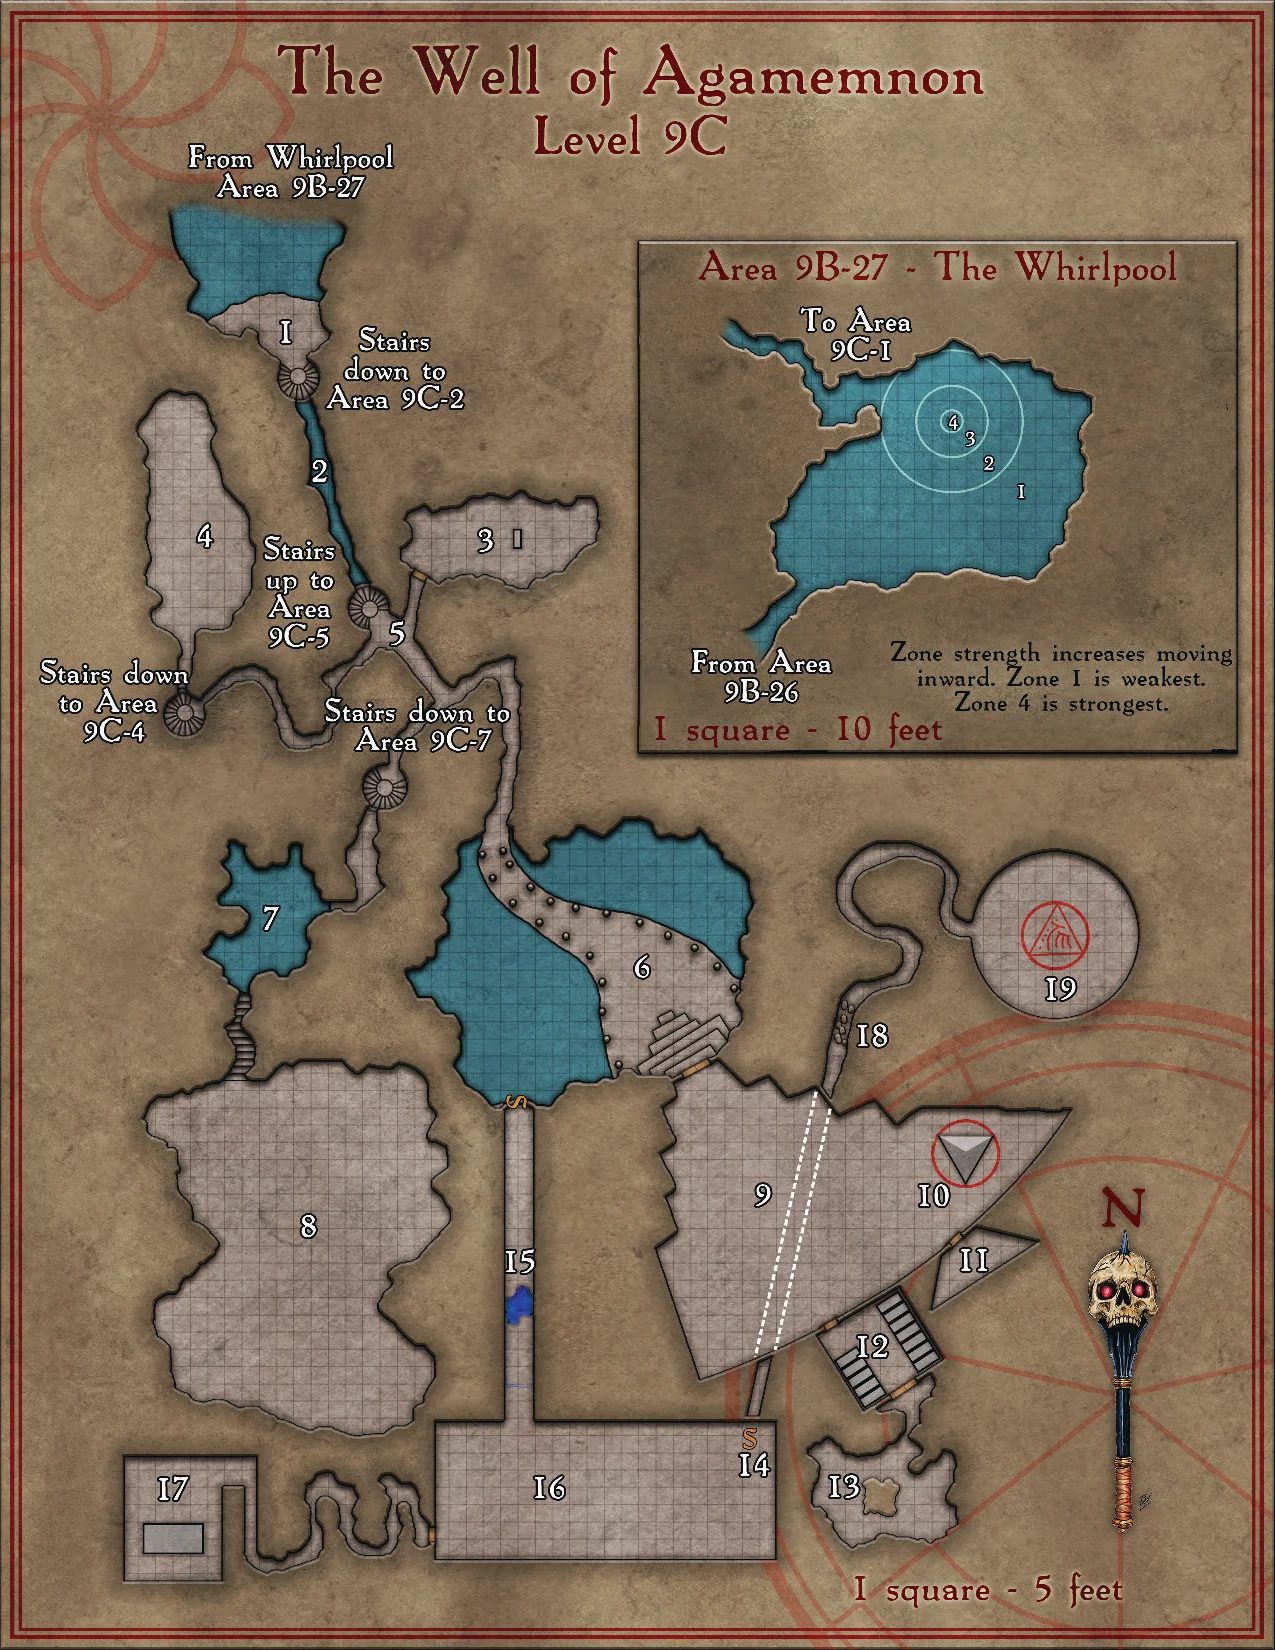 The Well of Agamemnon
Level 9C
From Whirlpool
Area 9B-27
1
Stairs
down to
Area 9C-2
2
4
3
Stairs
up to
Area
9C-5
5
Stairs down
to Area
9C-4
Stairs down to
Area 9C-7
Area 9B-27 - The Whirlpool
To Area
9C-1
4
3
2
1
From Area
9B-26
Zone strength increases moving
inward. Zone 1 is weakest.
Zone 4 is strongest.
1 square - 10 feet
7
6
19
18
S
9
10
N
8
15
11
12
S
14
17
16
13
1 square - 5 feet